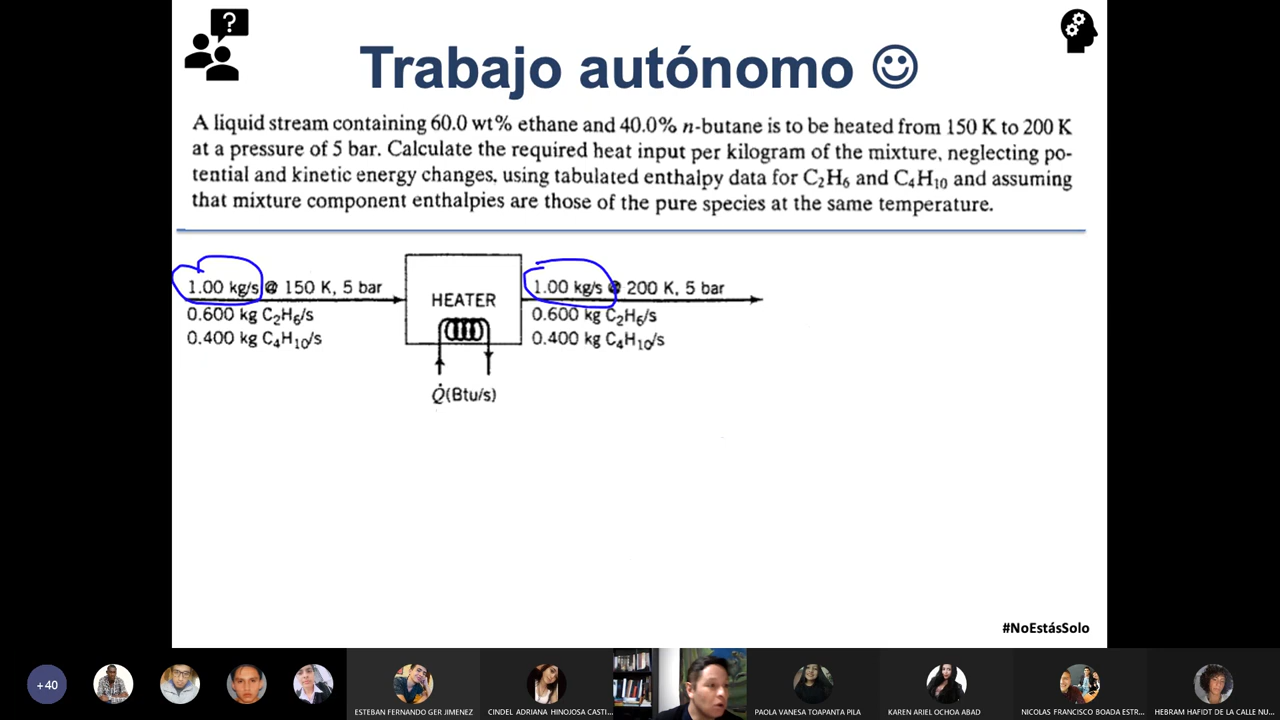 ?
Trabajo autónomo ☺
A liquid stream containing 60.0 wt% ethane and 40.0% n-butane is to be heated from 150 K to 200 K
at a pressure of 5 bar. Calculate the required heat input per kilogram of the mixture, neglecting po-
tential and kinetic energy changes, using tabulated enthalpy data for C₂H₆ and C₄H₁₀ and assuming
that mixture component enthalpies are those of the pure species at the same temperature.
1.00 kg/s @ 150 K, 5 bar
0.600 kg C₂H₆/s
0.400 kg C₄H₁₀/s
HEATER
Q̇(Btu/s)
1.00 kg/s @ 200 K, 5 bar
0.600 kg C₂H₆/s
0.400 kg C₄H₁₀/s
#NoEstásSolo
+40
ESTEBAN FERNANDO GER JIMENEZ
CINDEL ADRIANA HINOJOSA CASTI...
PAOLA VANESA TOAPANTA PILA
KAREN ARIEL OCHOA ABAD
NICOLAS FRANCISCO BOADA ESTR...
HEBRAM HAFIDT DE LA CALLE NU...